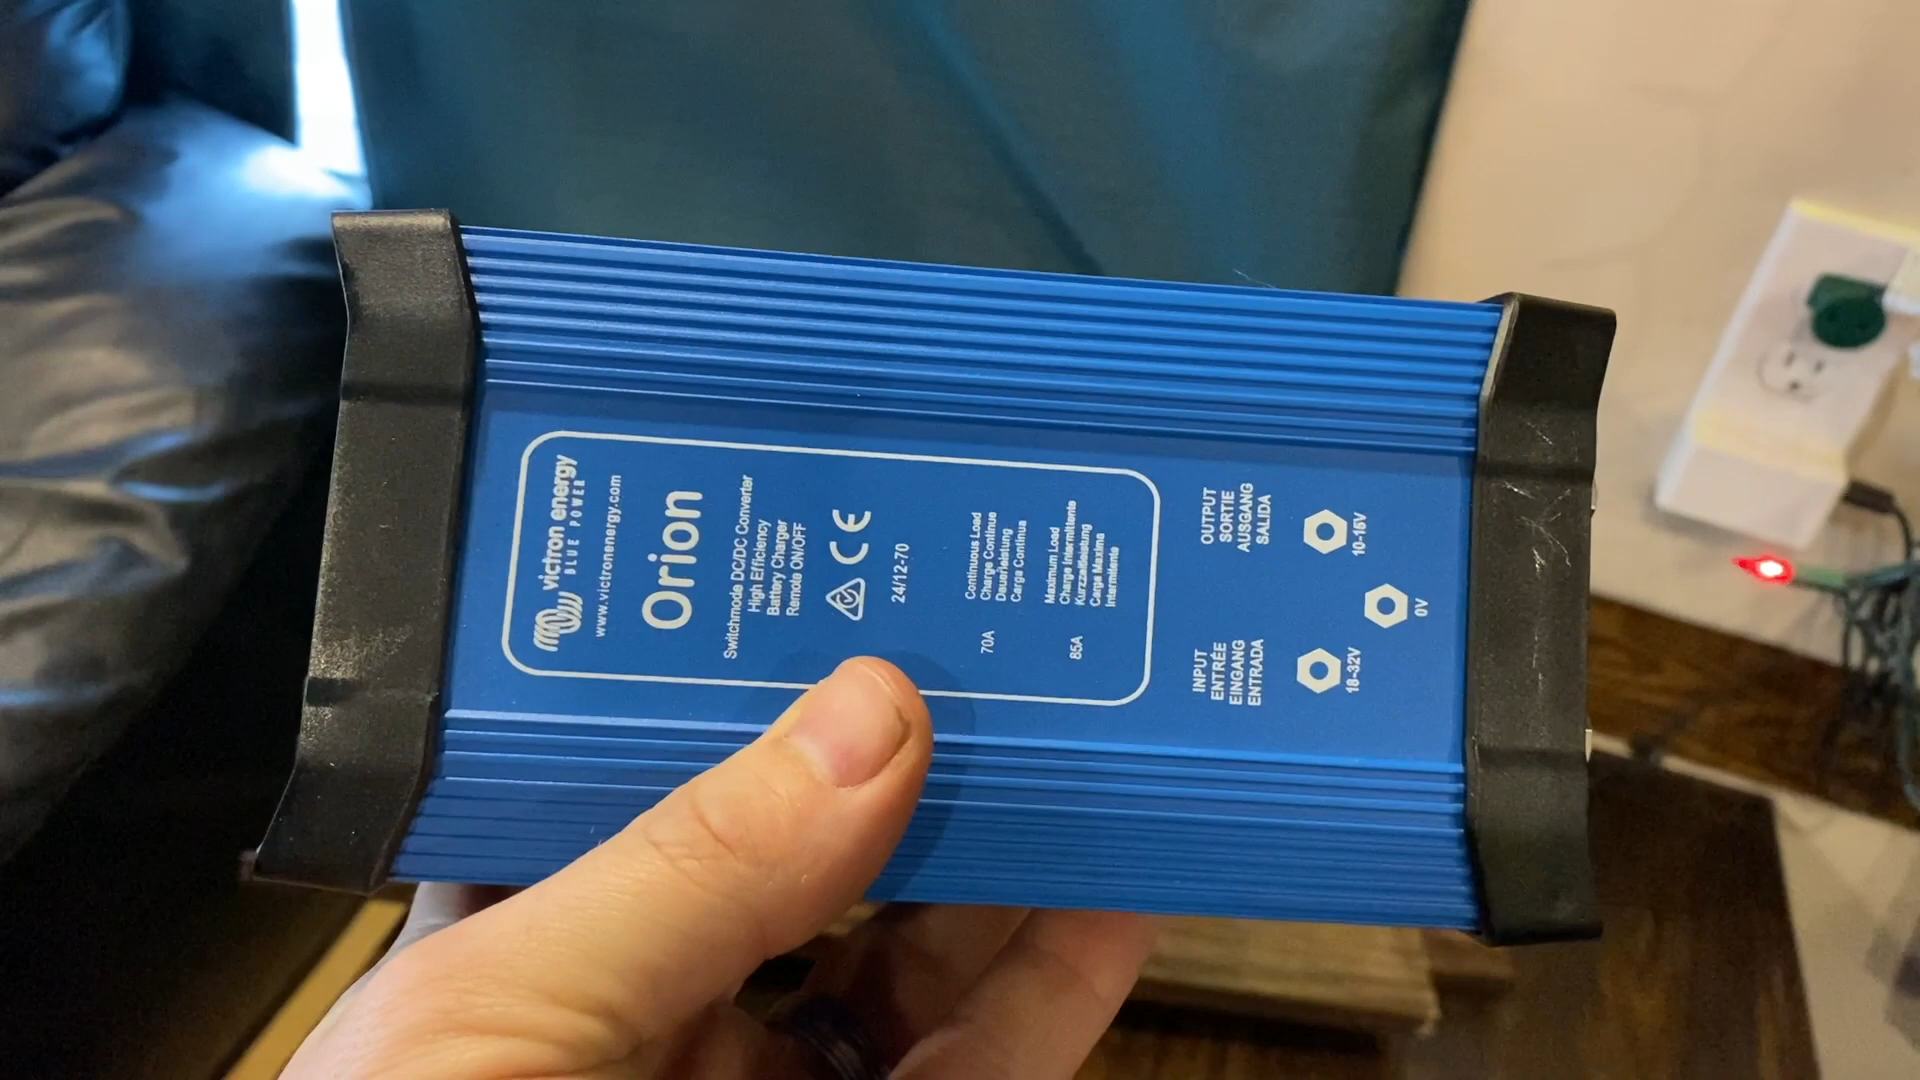 victron energy
BLUE POWER
www.victronenergy.com
Orion
Switchmode DC/DC Converter
High Efficiency
Battery Charger
Remote ON/OFF
CE
24/12-70
70A
Continuous Load
Charge Continue
Dauerleistung
Carga Continua
85A
Maximum Load
Charge Intermittente
Kurzzeitleistung
Carga Maxima
Intermitente
INPUT
ENTRÉE
EINGANG
ENTRADA
OUTPUT
SORTIE
AUSGANG
SALIDA
18-32V
10-15V
0V